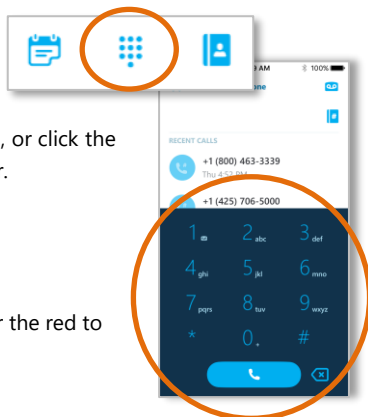 AM
100%
ne
, or click the
RECENT CALLS
r.
+1 (800) 463-3339
Thu 4:52 PM
+1 (425) 706-5000
1
2 abc
3 def
4 ghi
5 jkl
6 mno
7 pqrs
8 tuv
9 wxyz
r the red to
*
0 +
#